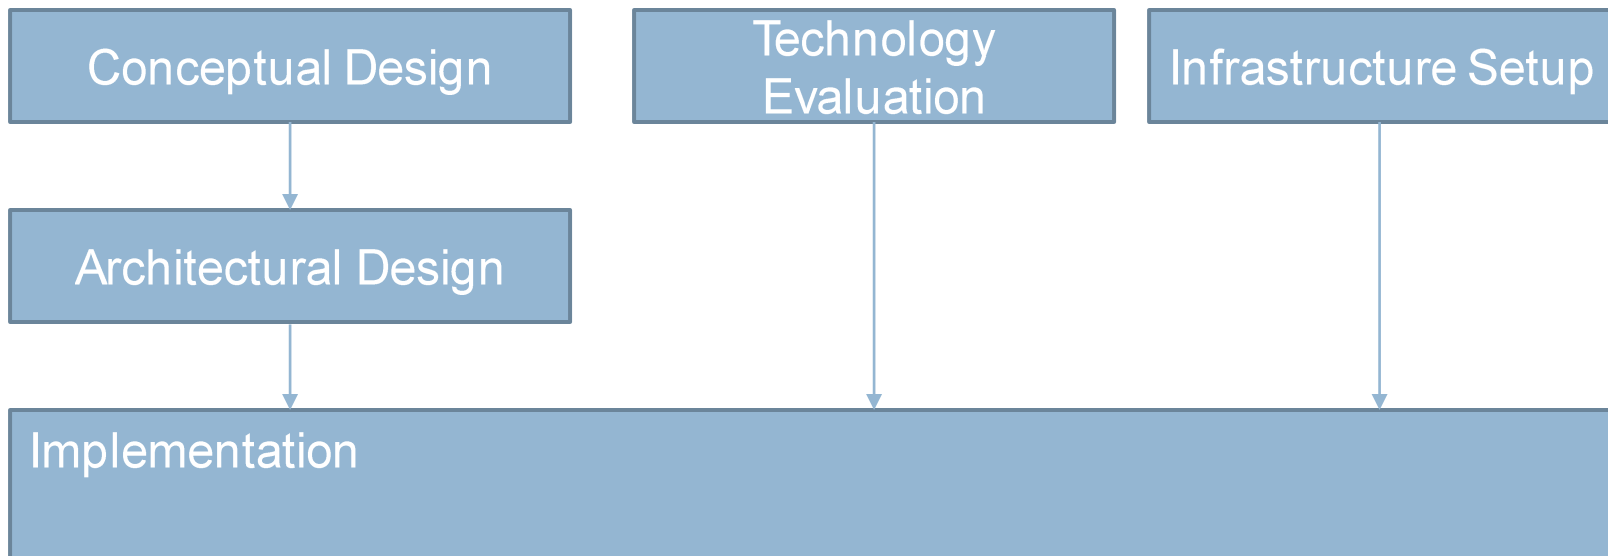 Conceptual Design
Technology
Evaluation
Infrastructure Setup
Architectural Design
Implementation